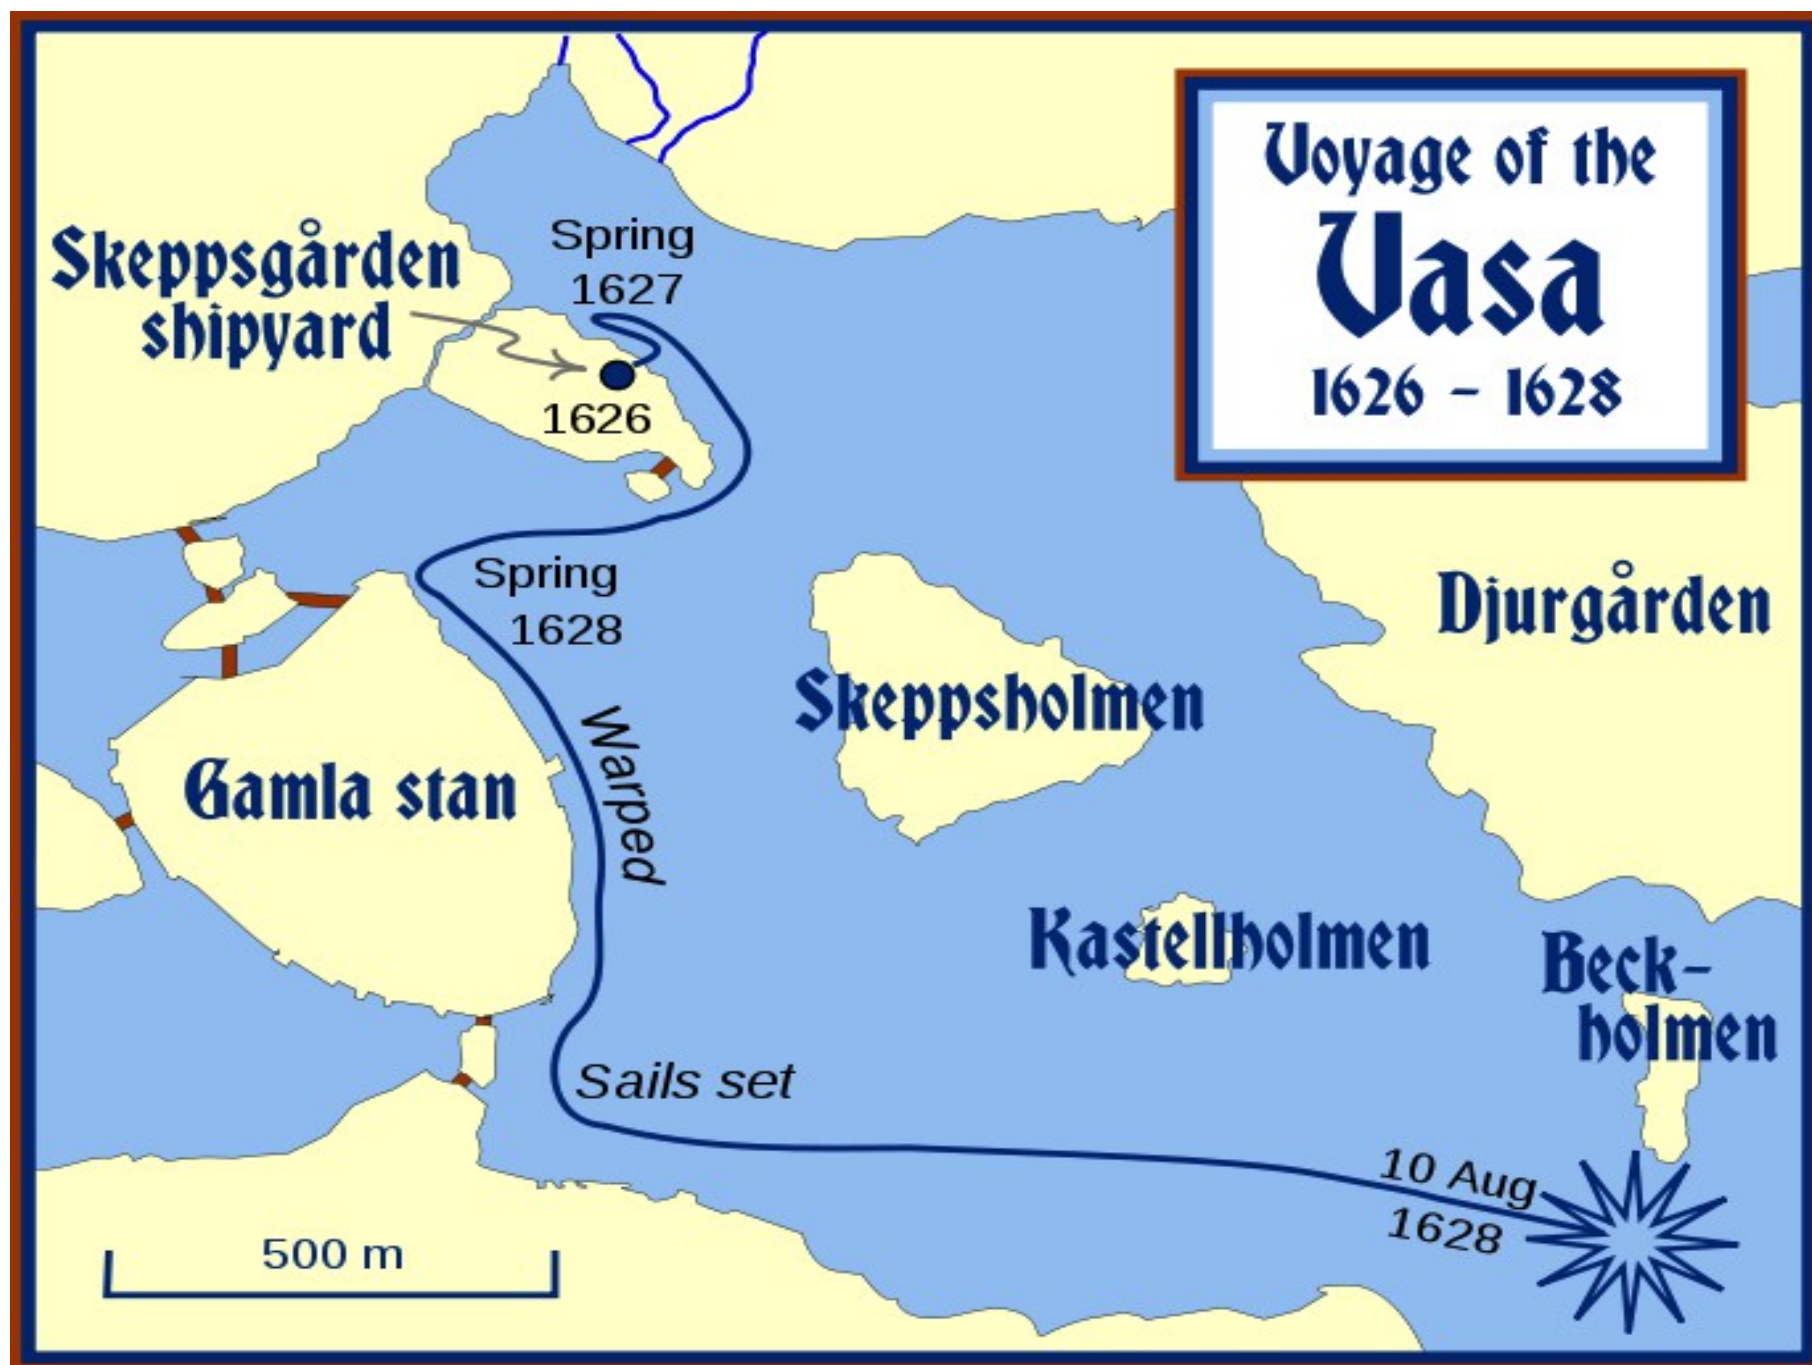 Voyage of the
Vasa
1626 – 1628
Skeppsgården
shipyard
Spring
1627
1626
Spring
1628
Djurgården
Skeppsholmen
Warped
Gamla stan
Kastellholmen
Beck-
holmen
Sails set
10 Aug
1628
500 m